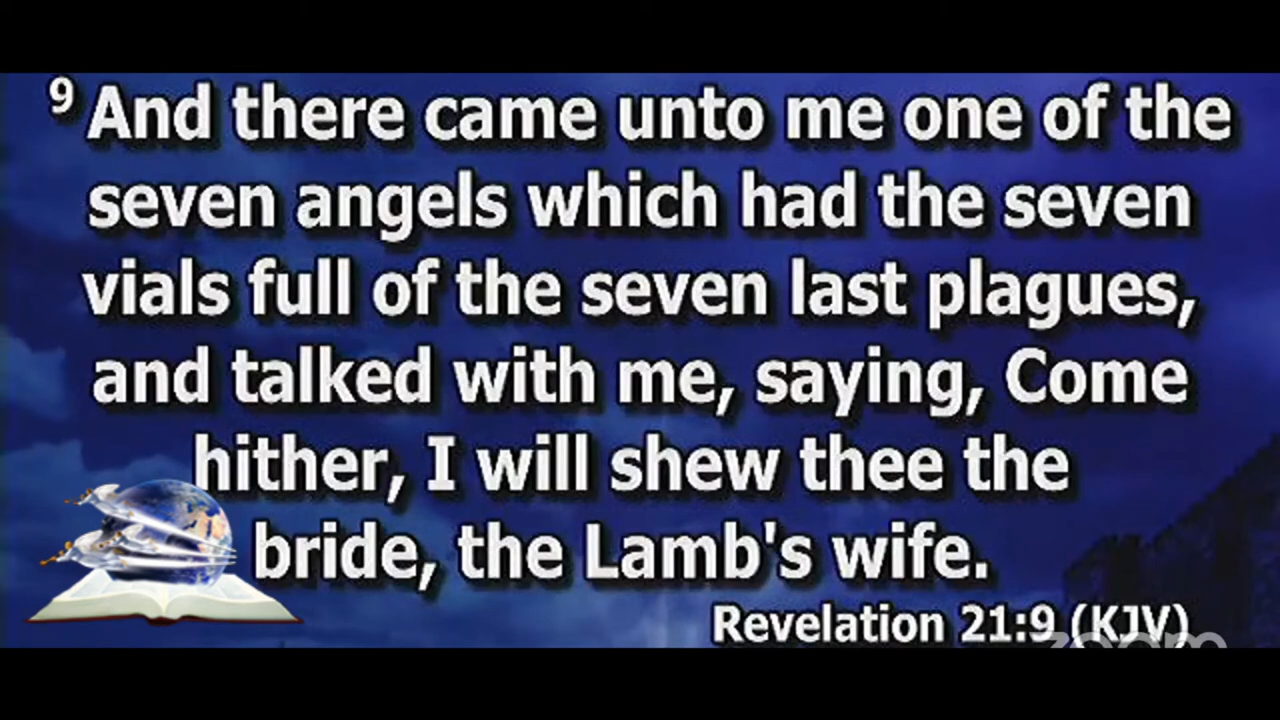 9 And there came unto me one of the
seven angels which had the seven
vials full of the seven last plagues,
and talked with me, saying, Come
hither, I will shew thee the
bride, the Lamb's wife.
Revelation 21:9 (KJV)
zoom